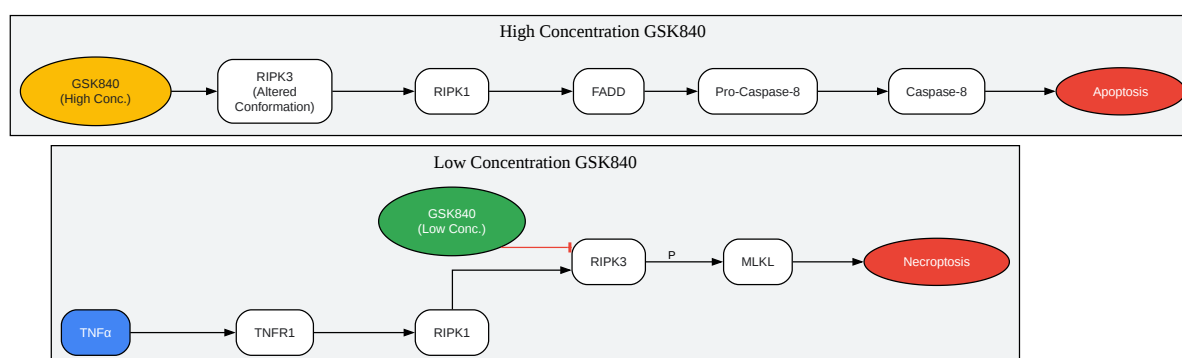 High Concentration GSK840
GSK840
(High Conc.)
RIPK3
(Altered
Conformation)
RIPK1
FADD
Pro-Caspase-8
Caspase-8
Apoptosis
Low Concentration GSK840
GSK840
(Low Conc.)
RIPK3
P
MLKL
Necroptosis
TNFα
TNFR1
RIPK1